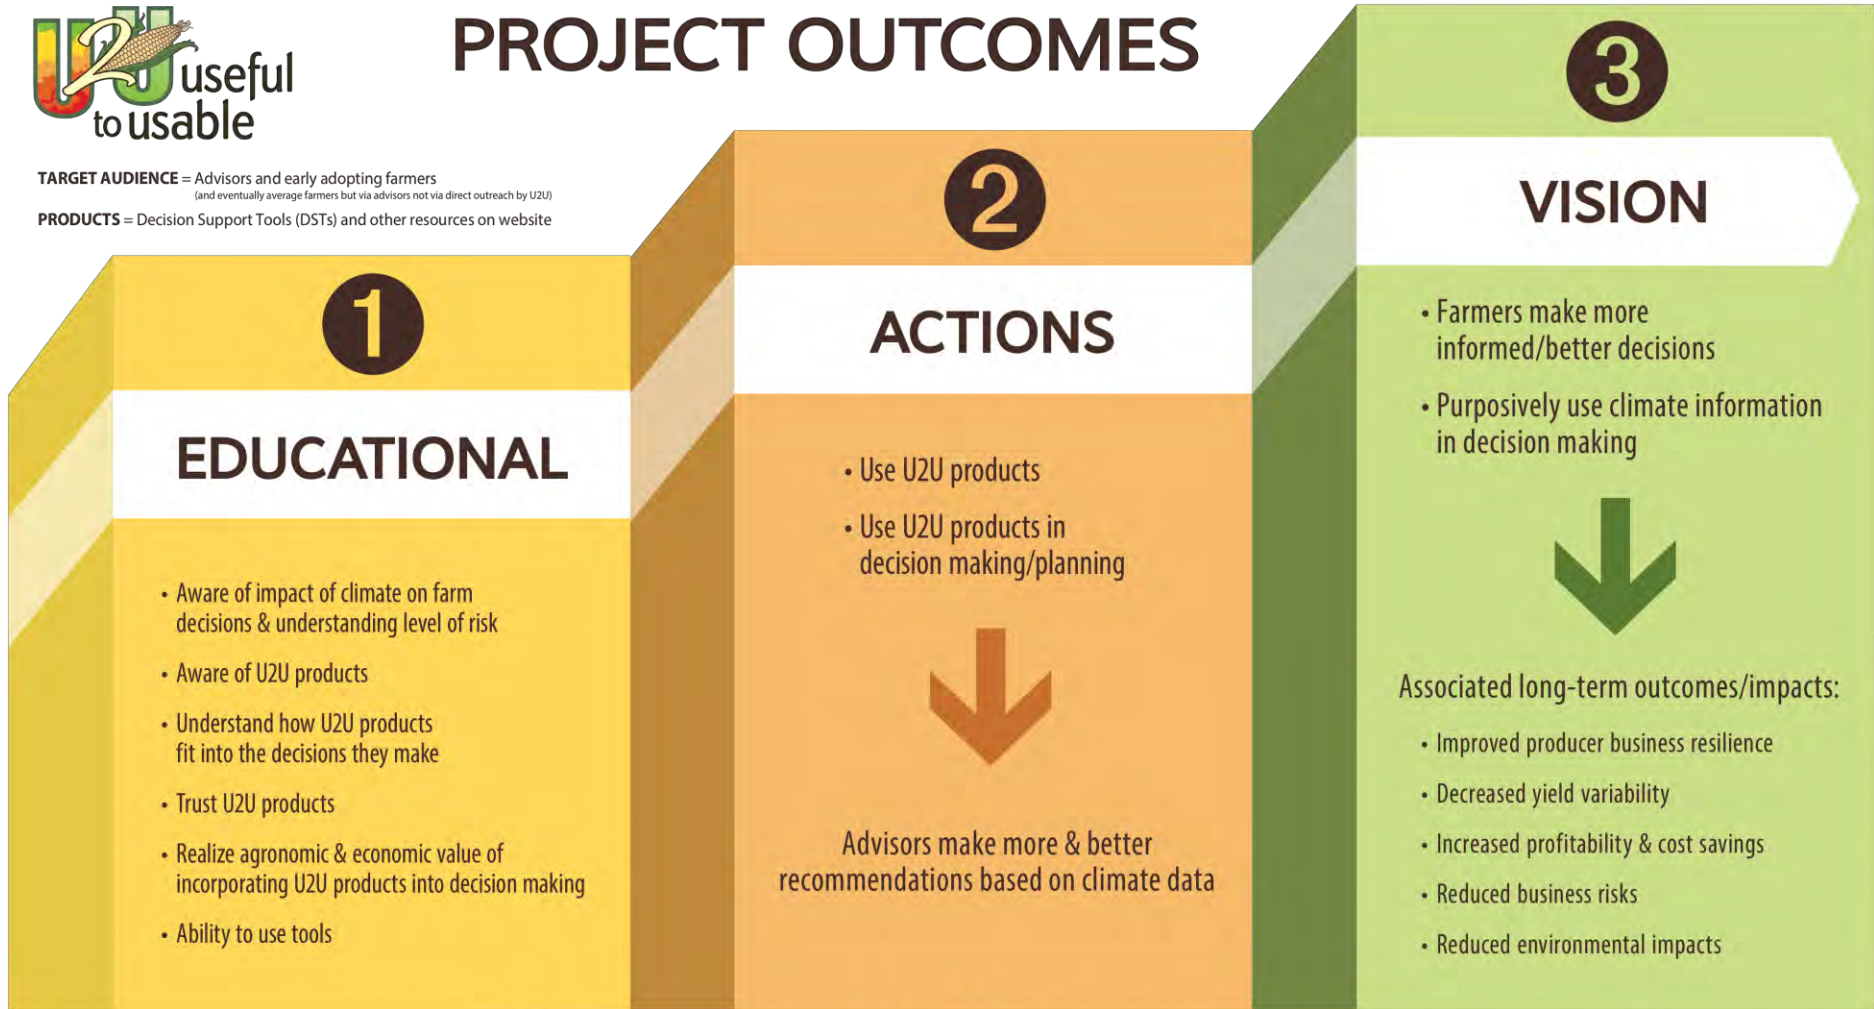 U2U useful
to usable
PROJECT OUTCOMES
TARGET AUDIENCE = Advisors and early adopting farmers
(and eventually average farmers but via advisors not via direct outreach by U2U)
PRODUCTS = Decision Support Tools (DSTs) and other resources on website
1
EDUCATIONAL
• Aware of impact of climate on farm
decisions & understanding level of risk
• Aware of U2U products
• Understand how U2U products
fit into the decisions they make
• Trust U2U products
• Realize agronomic & economic value of
incorporating U2U products into decision making
• Ability to use tools
2
ACTIONS
• Use U2U products
• Use U2U products in
decision making/planning
Advisors make more & better
recommendations based on climate data
3
VISION
• Farmers make more
informed/better decisions
• Purposively use climate information
in decision making
Associated long-term outcomes/impacts:
• Improved producer business resilience
• Decreased yield variability
• Increased profitability & cost savings
• Reduced business risks
• Reduced environmental impacts